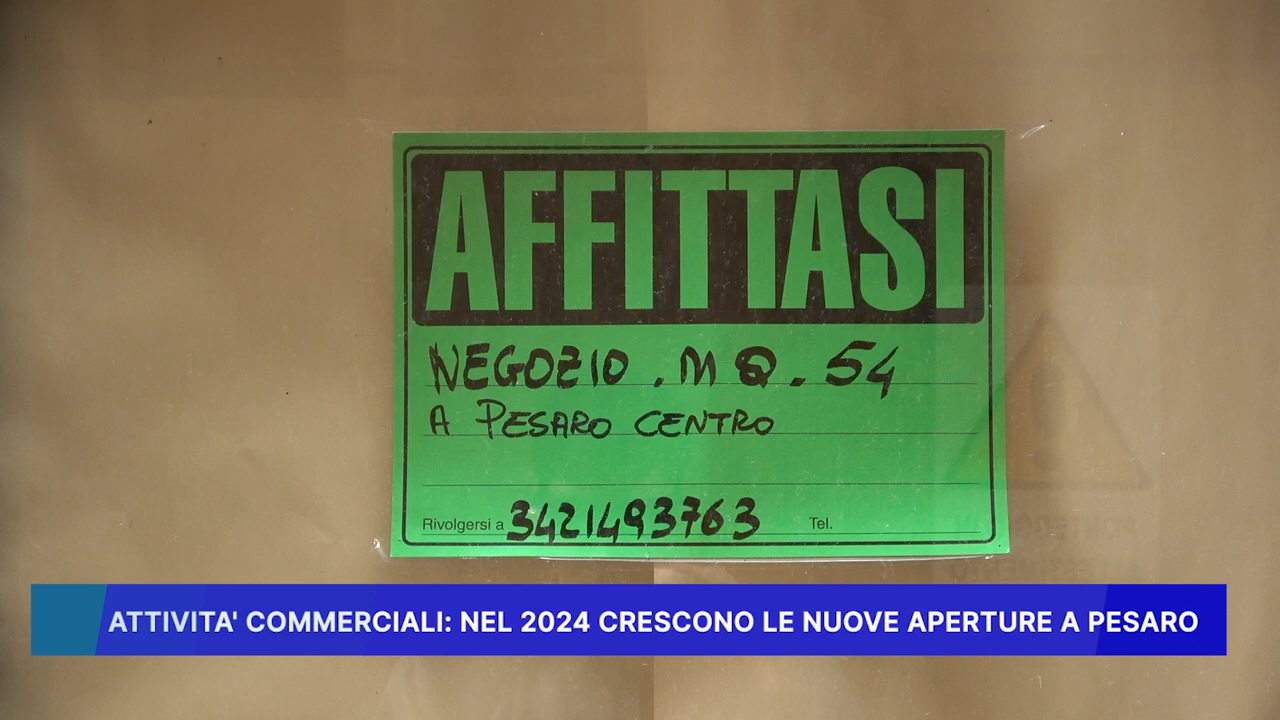 AFFITTASI
NEGOZIO . MQ. 54
A PESARO CENTRO
Rivolgersi a 3421493763 Tel.
ATTIVITA' COMMERCIALI: NEL 2024 CRESCONO LE NUOVE APERTURE A PESARO